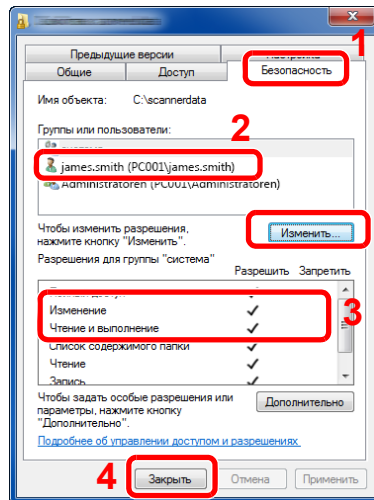 1
Предыдущие версии
Общие
Доступ
Безопасность
Имя объекта: C:\scannerdata
Группы или пользователи:
2
james.smith (PC001\james.smith)
Administratoren (PC001\Administratoren)
Чтобы изменить разрешения,
нажмите кнопку "Изменить".
Изменить...
Разрешения для группы "система"
Разрешить Запретить
3
Изменение
Чтение и выполнение
Список содержимого папки
Чтение
Запись
Чтобы задать особые разрешения или
параметры, нажмите кнопку
"Дополнительно".
Дополнительно
Подробнее об управлении доступом и разрешениях
4
Закрыть
Отмена
Применить